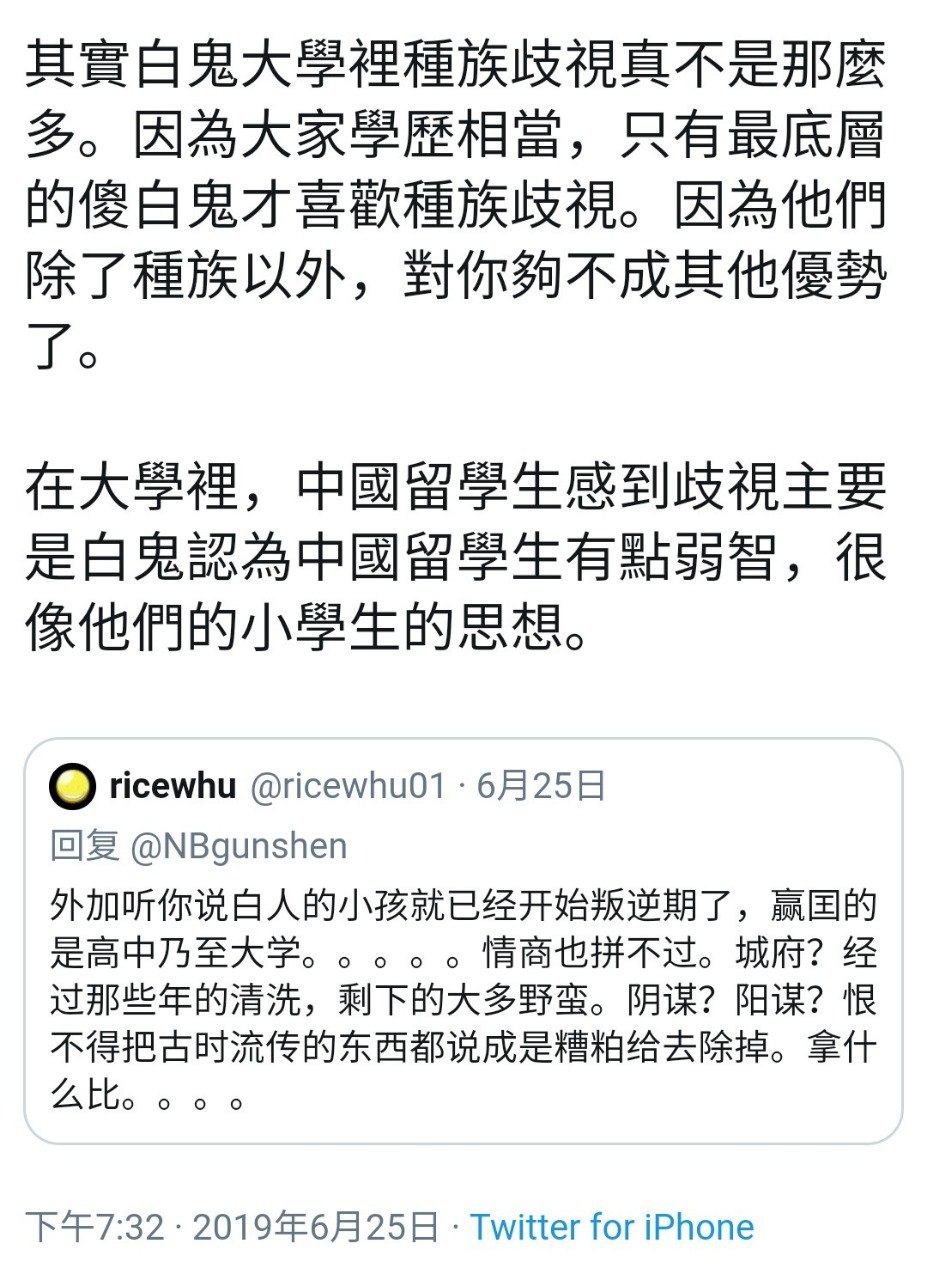 其實白鬼大學裡種族歧視真不是那麼
多。因為大家學歷相當，只有最底層
的傻白鬼才喜歡種族歧視。因為他們
除了種族以外，對你夠不成其他優勢
了。
在大學裡，中國留學生感到歧視主要
是白鬼認為中國留學生有點弱智，很
像他們的小學生的思想。
ricewhu @ricewhu01 · 6月25日
回复 @NBgunshen
外加听你说白人的小孩就已经开始叛逆期了，赢国的
是高中乃至大学。。。。。情商也拼不过。城府？经
过那些年的清洗，剩下的大多野蛮。阴谋？阳谋？恨
不得把古时流传的东西都说成是糟粕给去除掉。拿什
么比。。。。
下午7:32 · 2019年6月25日 · Twitter for iPhone